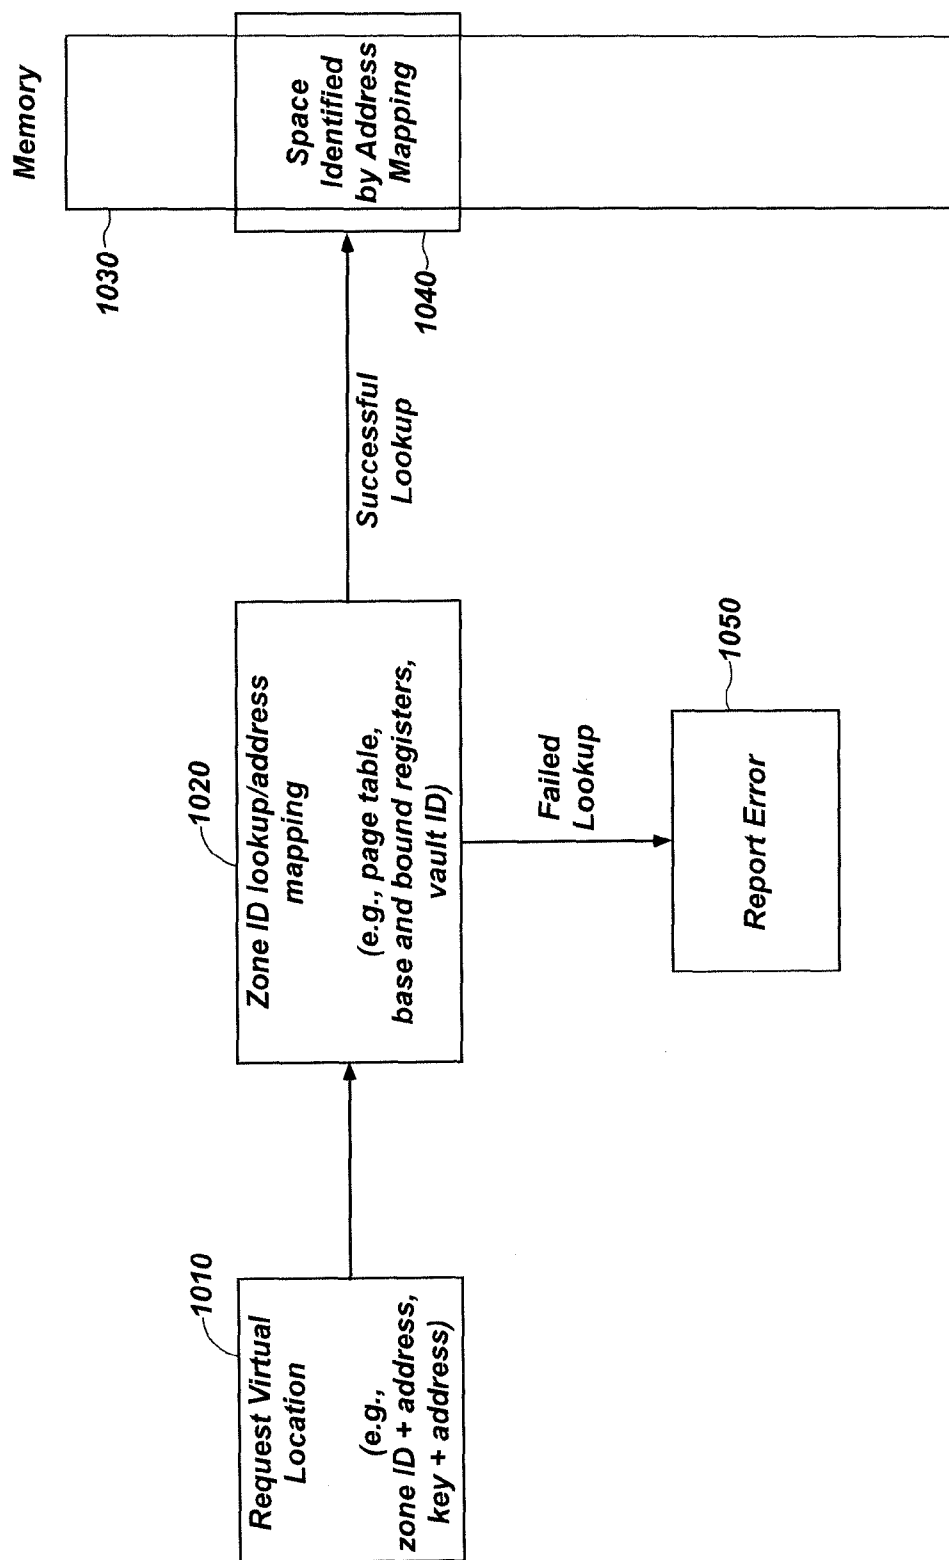 1010
Request Virtual
Location
(e.g.,
zone ID + address,
key + address)
1020
Zone ID lookup/address
mapping
(e.g., page table,
base and bound registers,
vault ID)
Failed
Lookup
Report Error
1050
Successful
Lookup
1030
Memory
Space
Identified
by Address
Mapping
1040